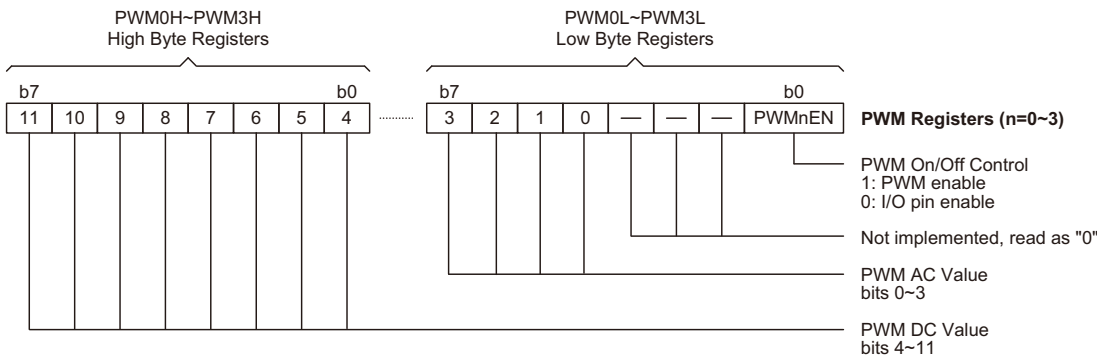 PWM0H~PWM3H
High Byte Registers
PWM0L~PWM3L
Low Byte Registers
b7 b0 b7 b0
11 10 9 8 7 6 5 4 3 2 1 0 — — — PWMnEN PWM Registers (n=0~3)
PWM On/Off Control
1: PWM enable
0: I/O pin enable
Not implemented, read as "0"
PWM AC Value
bits 0~3
PWM DC Value
bits 4~11